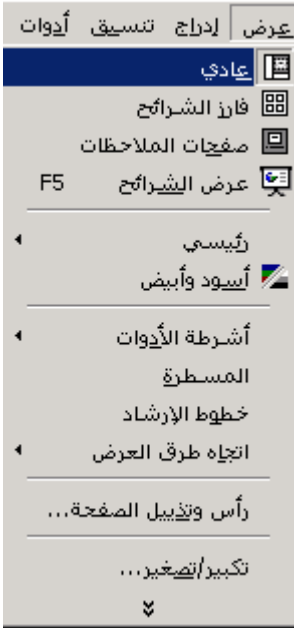 عرض إدراج تنسيق أدوات
عادي
فارز الشرائح
صفحات الملاحظات
عرض الشرائح F5
رئيسي
أسود وأبيض
أشرطة الأدوات
المسطرة
خطوط الإرشاد
اتجاه طرق العرض
رأس وتذييل الصفحة...
تكبير/تصغير...